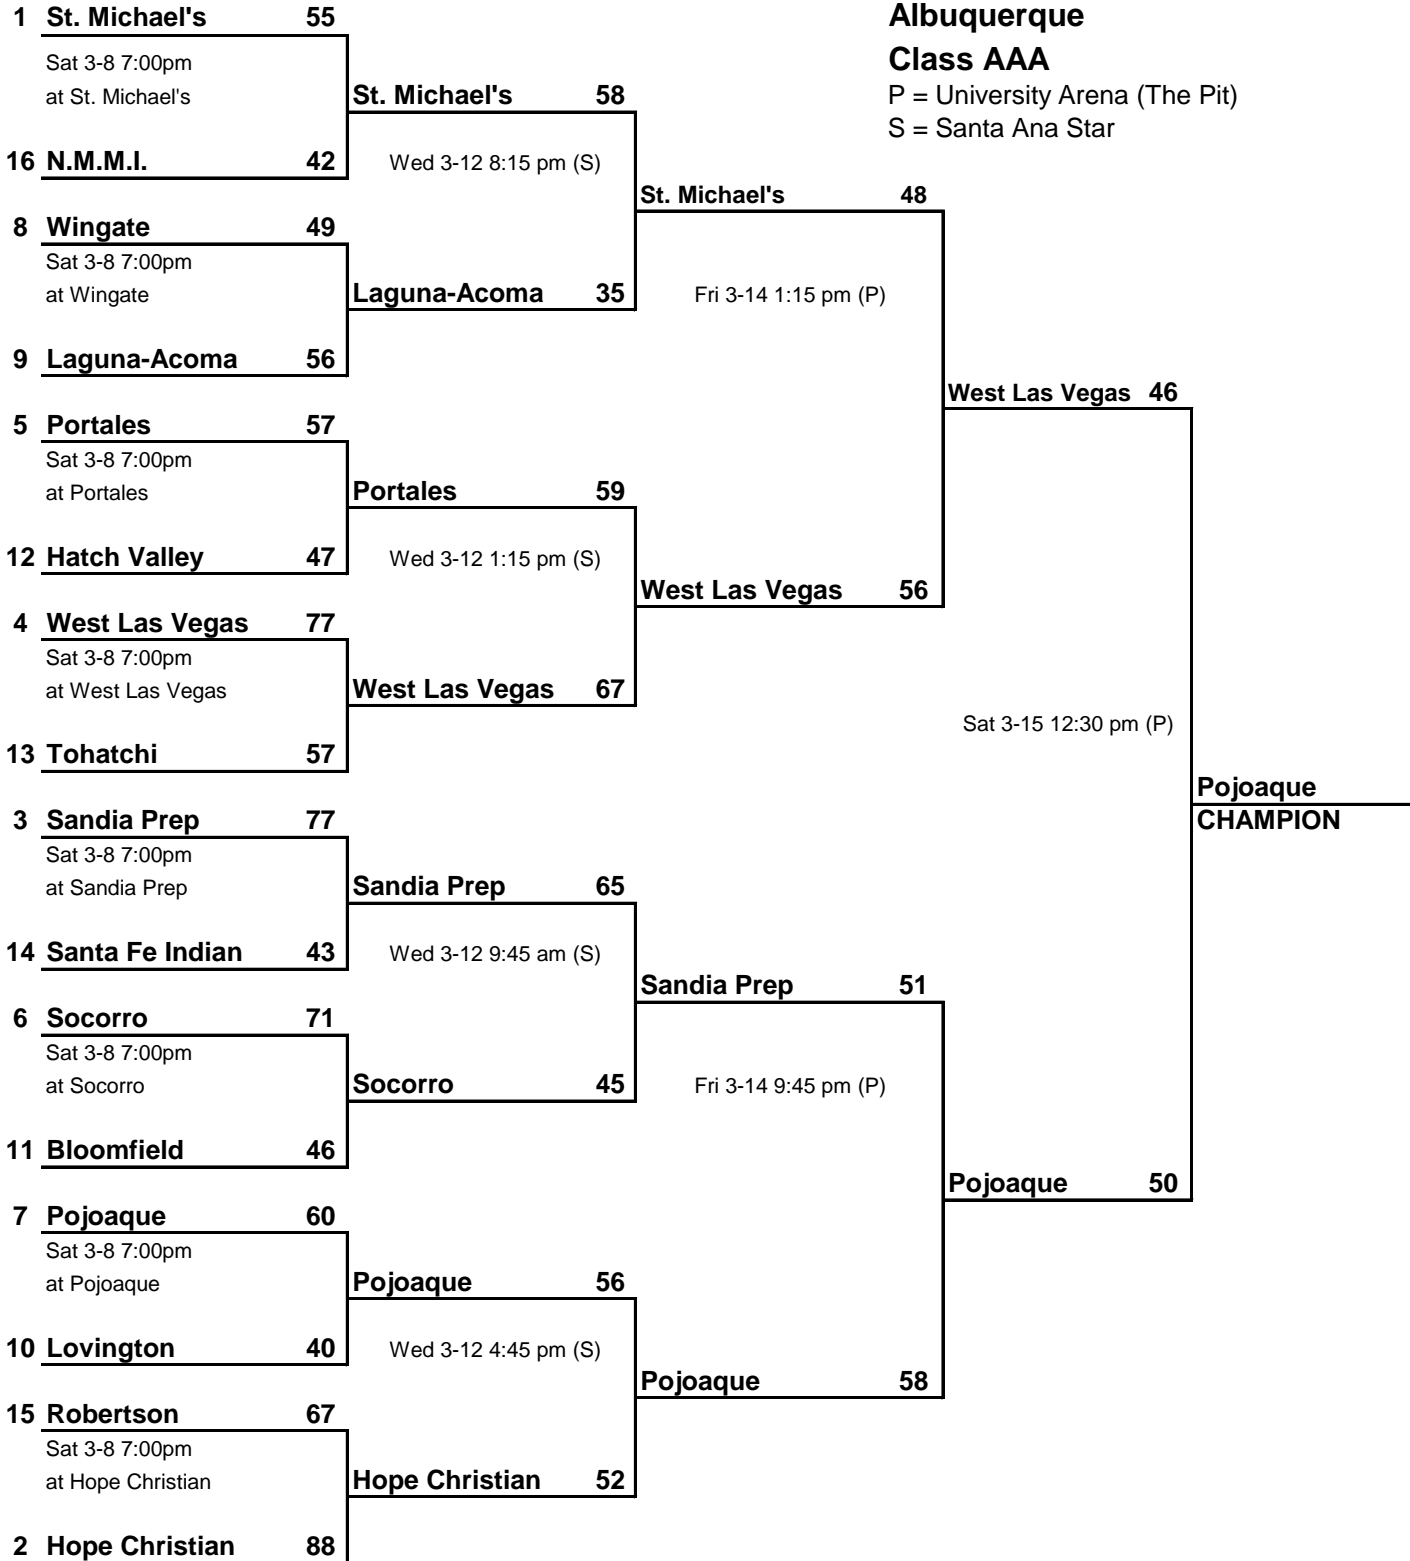 Albuquerque
Class AAA
P = University Arena (The Pit)
S = Santa Ana Star
1 St. Michael's 55
Sat 3-8 7:00pm
at St. Michael's
16 N.M.M.I. 42
8 Wingate 49
Sat 3-8 7:00pm
at Wingate
9 Laguna-Acoma 56
5 Portales 57
Sat 3-8 7:00pm
at Portales
12 Hatch Valley 47
4 West Las Vegas 77
Sat 3-8 7:00pm
at West Las Vegas
13 Tohatchi 57
3 Sandia Prep 77
Sat 3-8 7:00pm
at Sandia Prep
14 Santa Fe Indian 43
6 Socorro 71
Sat 3-8 7:00pm
at Socorro
11 Bloomfield 46
7 Pojoaque 60
Sat 3-8 7:00pm
at Pojoaque
10 Lovington 40
15 Robertson 67
Sat 3-8 7:00pm
at Hope Christian
2 Hope Christian 88
St. Michael's 58
Wed 3-12 8:15 pm (S)
Laguna-Acoma 35
Portales 59
Wed 3-12 1:15 pm (S)
West Las Vegas 67
Sandia Prep 65
Wed 3-12 9:45 am (S)
Socorro 45
Pojoaque 56
Wed 3-12 4:45 pm (S)
Hope Christian 52
St. Michael's 48
Fri 3-14 1:15 pm (P)
West Las Vegas 56
Sandia Prep 51
Fri 3-14 9:45 pm (P)
Pojoaque 58
West Las Vegas 46
Sat 3-15 12:30 pm (P)
Pojoaque 50
Pojoaque
CHAMPION